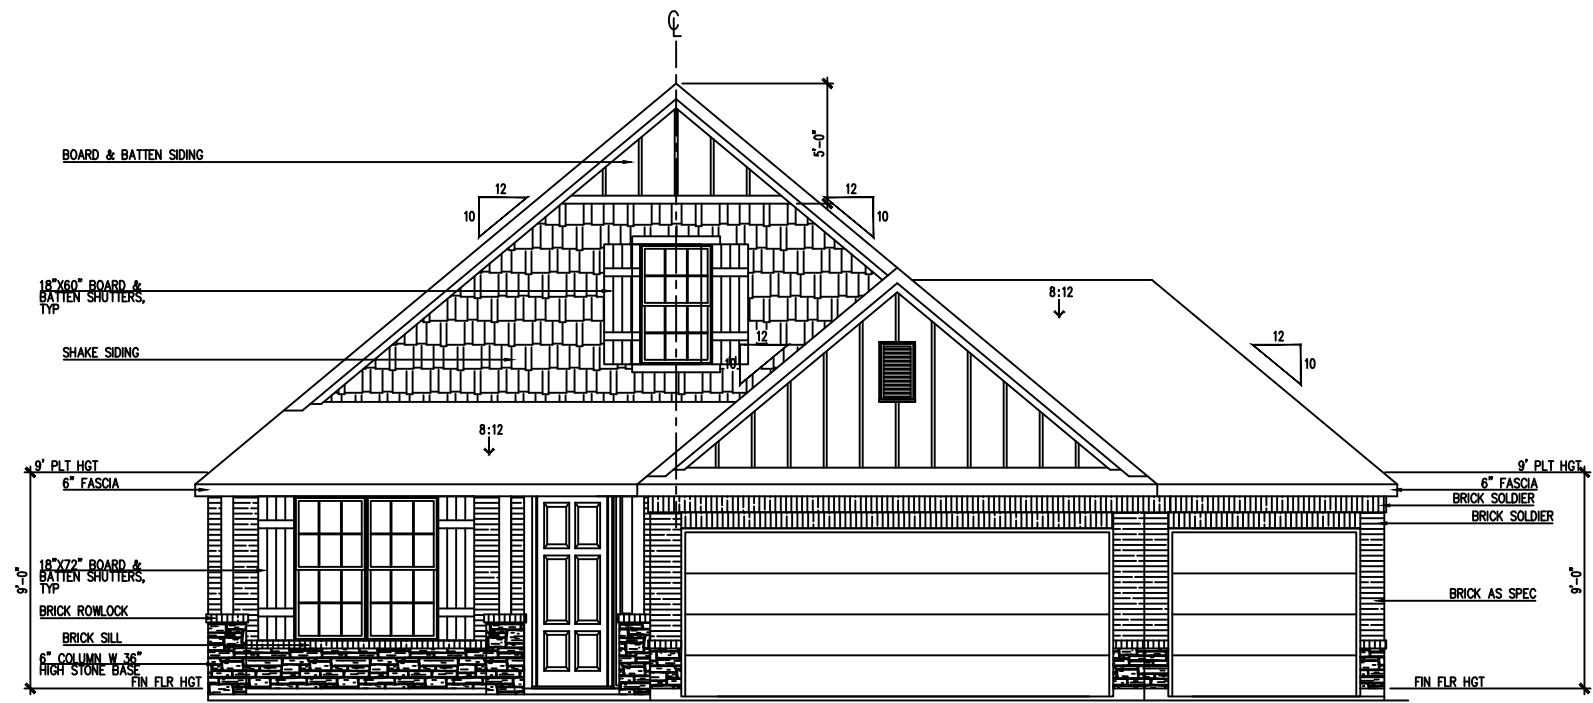 ℄
BOARD & BATTEN SIDING
5'-0"
12
10
12
10
18"X60" BOARD &
BATTEN SHUTTERS,
TYP
8:12
SHAKE SIDING
12
10
12
10
8:12
9' PLT HGT
6" FASCIA
9' PLT HGT
6" FASCIA
BRICK SOLDIER
BRICK SOLDIER
18"X72" BOARD &
BATTEN SHUTTERS,
TYP
9'-0"
9'-0"
BRICK ROWLOCK
BRICK AS SPEC
BRICK SILL
6" COLUMN W 36"
HIGH STONE BASE
FIN FLR HGT
FIN FLR HGT